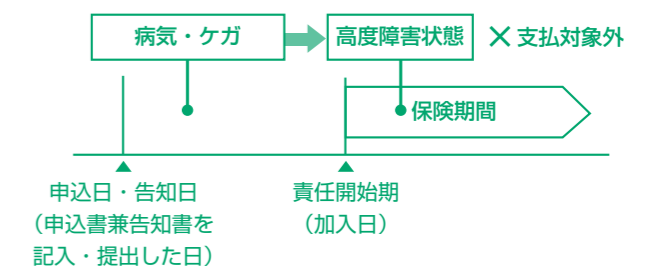 病気・ケガ
高度障害状態
×支払対象外
保険期間
申込日・告知日
（申込書兼告知書を
記入・提出した日）
責任開始期
（加入日）